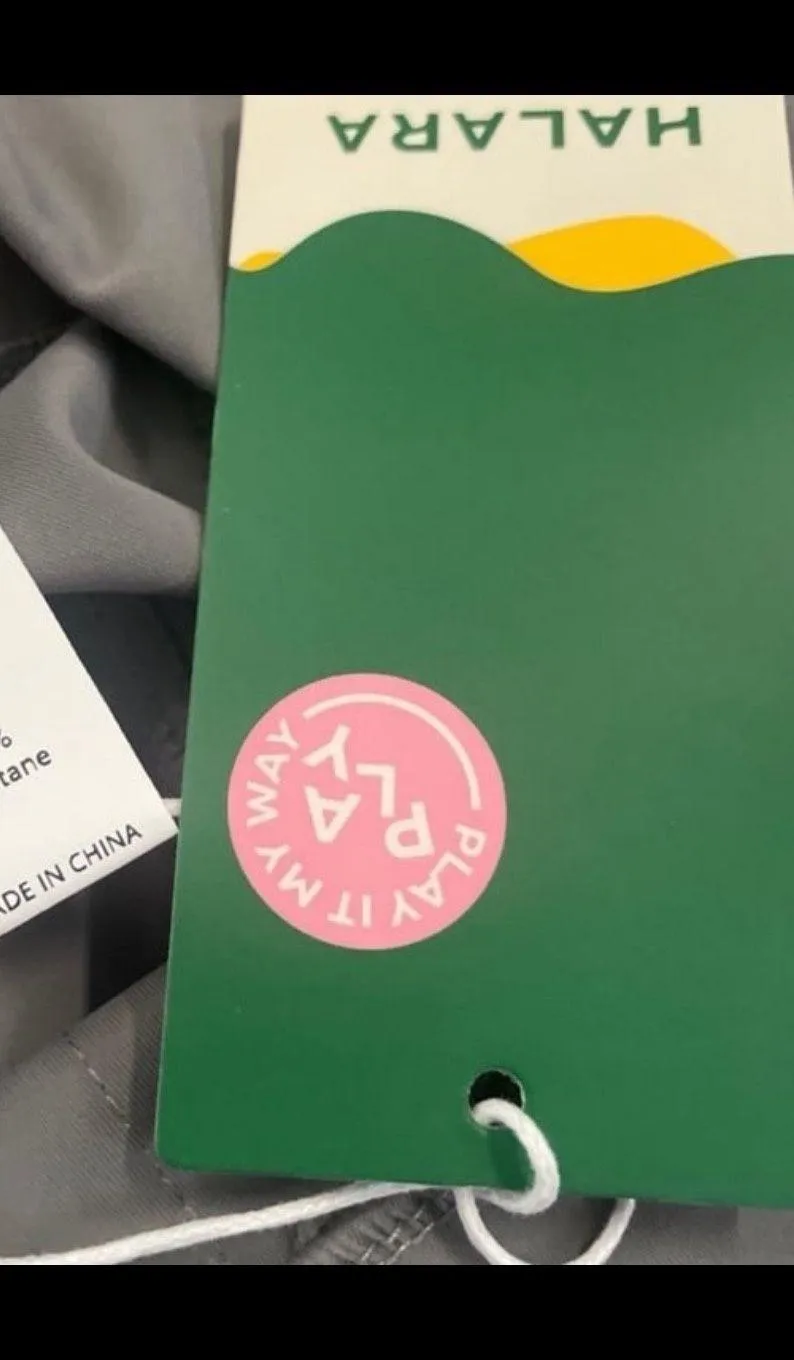 HALARA
PLAY IT MY WAY
PLAY
%
tane
ADE IN CHINA